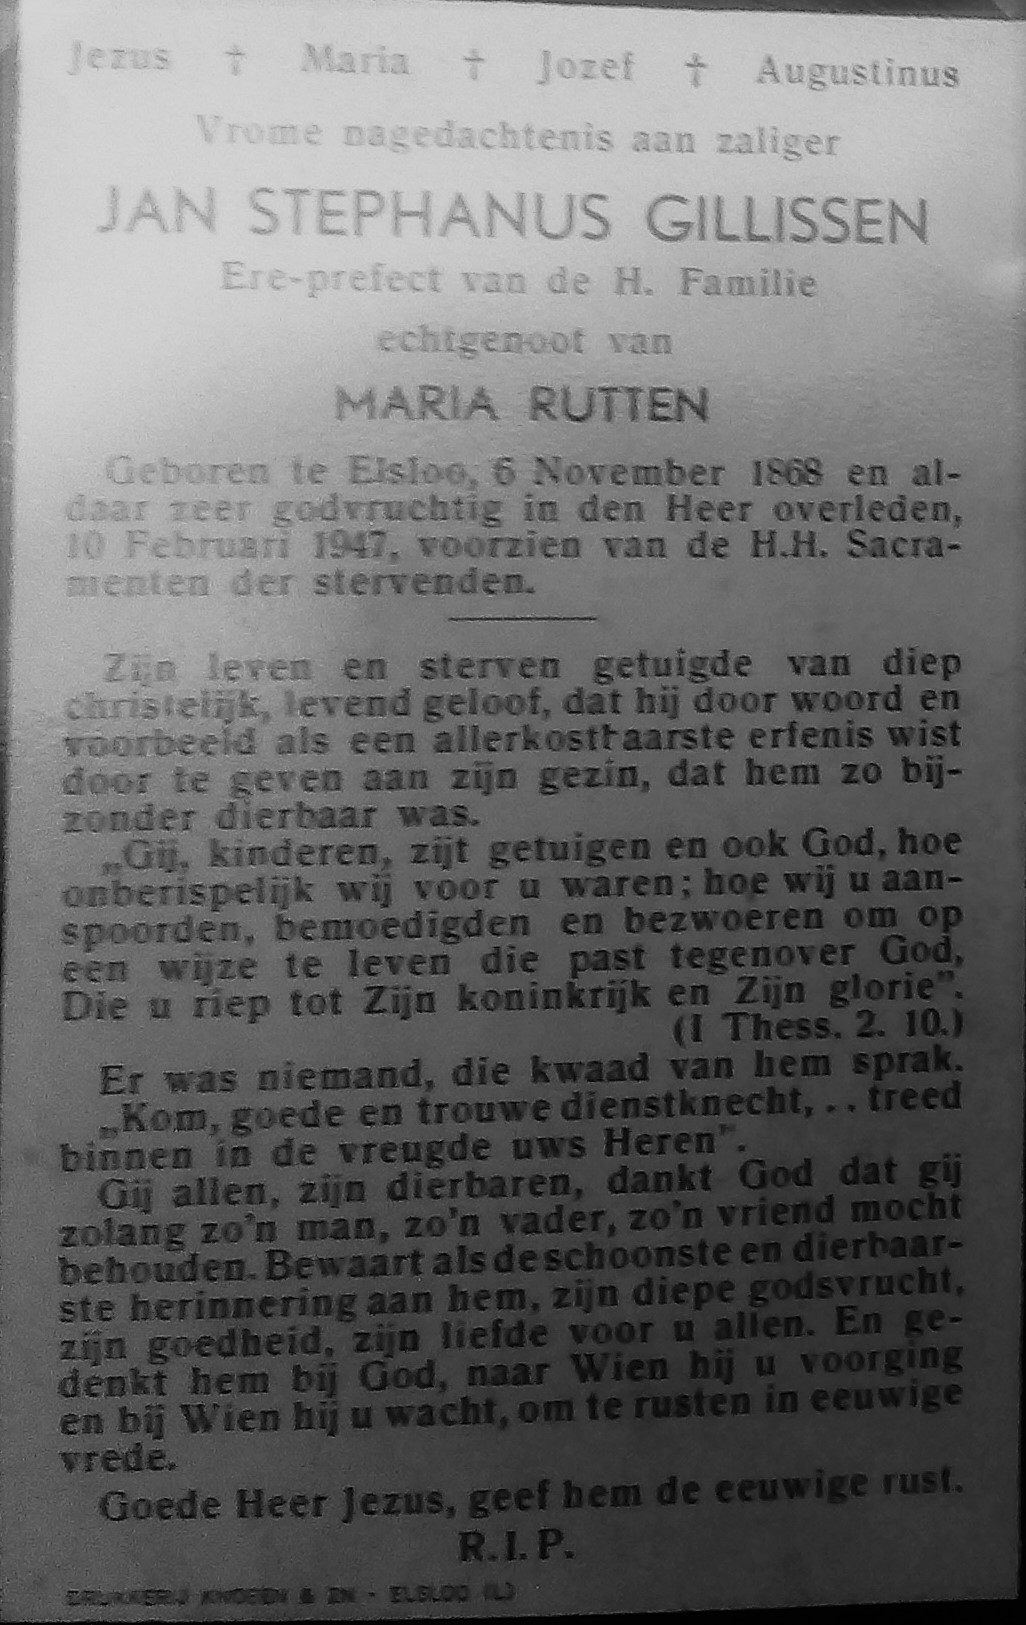 Jezus † Maria † Jozef † Augustinus
Vrome nagedachtenis aan zaliger
JAN STEPHANUS GILLISSEN
Ere-prefect van de H. Familie
echtgenoot van
MARIA RUTTEN
Geboren te Elsloo, 6 November 1868 en al-
daar zeer godvruchtig in den Heer overleden,
10 Februari 1947, voorzien van de H.H. Sacra-
menten der stervenden.
Zijn leven en sterven getuigde van diep
christelijk, levend geloof, dat hij door woord en
voorbeeld als een allerkostbaarste erfenis wist
door te geven aan zijn gezin, dat hem zo bij-
zonder dierbaar was.
„Gij, kinderen, zijt getuigen en ook God, hoe
onberispelijk wij voor u waren; hoe wij u aan-
spoorden, bemoedigden en bezwoeren om op
een wijze te leven die past tegenover God,
Die u riep tot Zijn koninkrijk en Zijn glorie”.
(I Thess. 2. 10.)
Er was niemand, die kwaad van hem sprak.
„Kom, goede en trouwe dienstknecht, .. treed
binnen in de vreugde uws Heren”.
Gij allen, zijn dierbaren, dankt God dat gij
zolang zo'n man, zo'n vader, zo'n vriend mocht
behouden. Bewaart als de schoonste en dierbaar-
ste herinnering aan hem, zijn diepe godsvrucht,
zijn goedheid, zijn liefde voor u allen. En ge-
denkt hem bij God, naar Wien hij u voorging
en bij Wien hij u wacht, om te rusten in eeuwige
vrede.
Goede Heer Jezus, geef hem de eeuwige rust.
R.I.P.
DRUKKERIJ KNOBEN & ZN - ELSLOO (L)